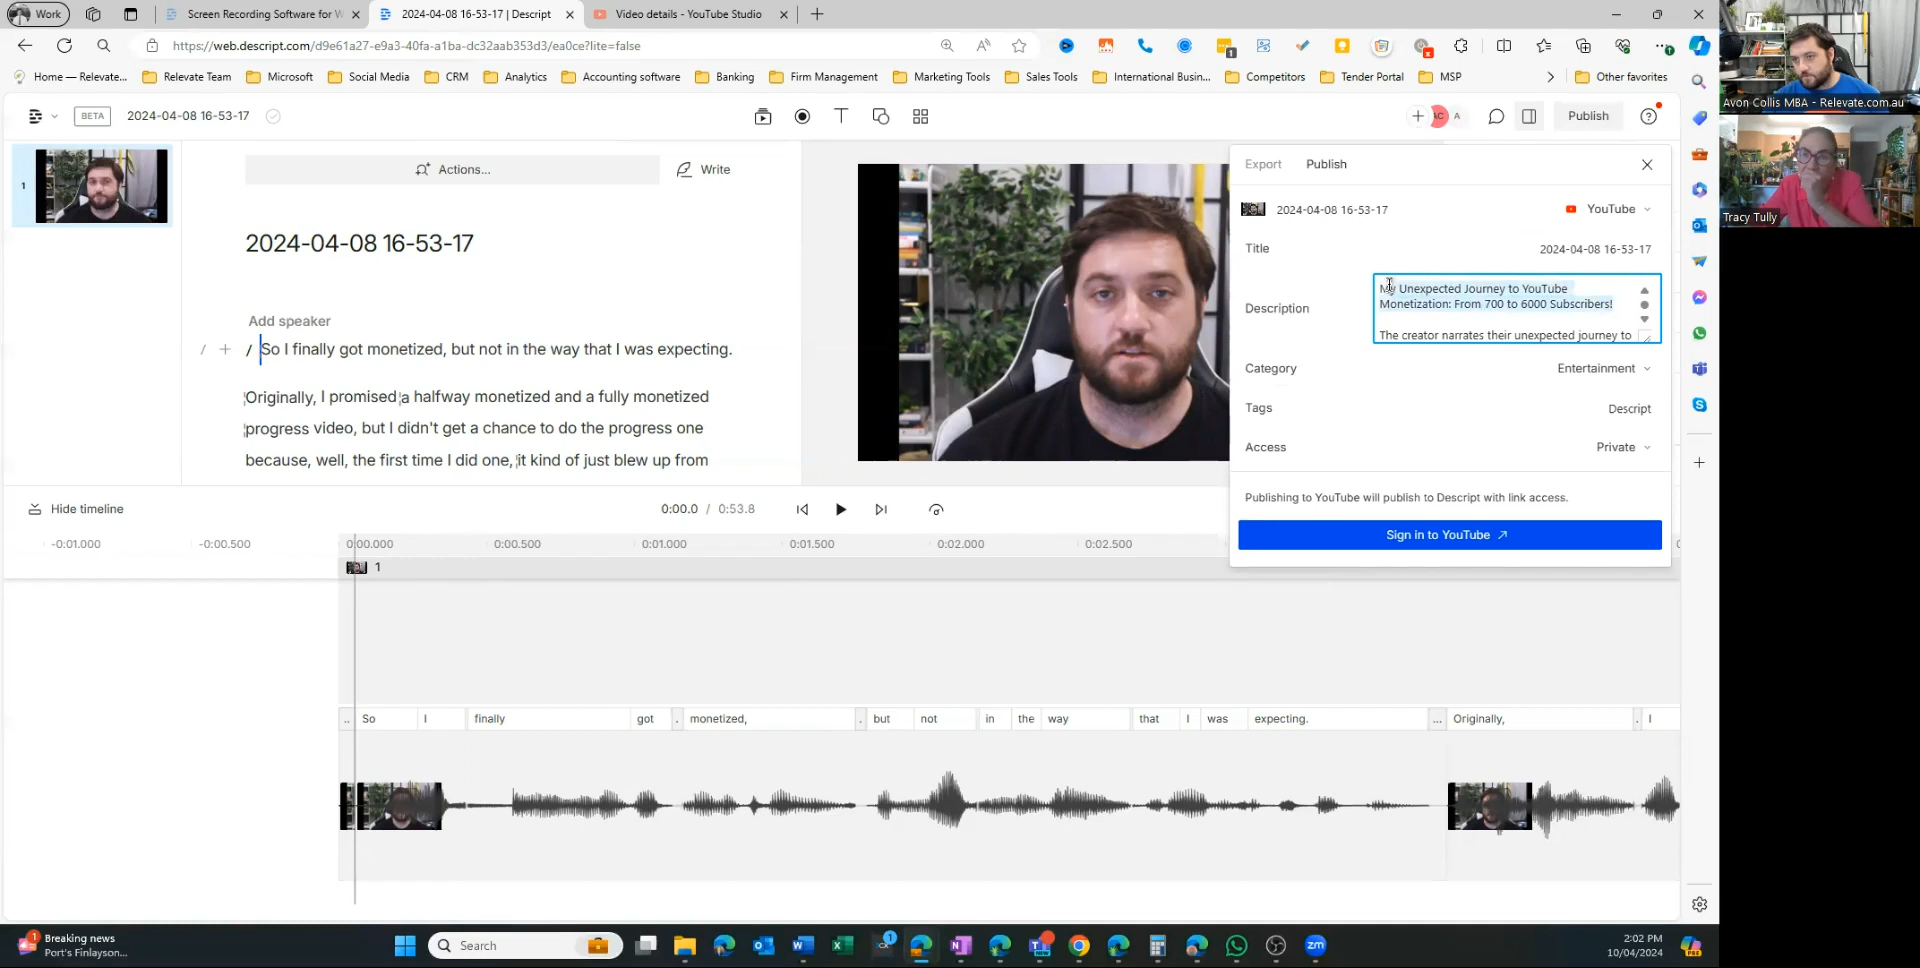 Work
Screen Recording Software for W
2024-04-08 16-53-17 | Descript
Video details - YouTube Studio
https://web.descript.com/d9e61a27-e9a3-40fa-a1ba-dc32aab353d3/ea0ce?lite=false
Home — Relevate...
Relevate Team
Microsoft
Social Media
CRM
Analytics
Accounting software
Banking
Firm Management
Marketing Tools
Sales Tools
International Busin...
Competitors
Tender Portal
MSP
Other favorites
Avon Collis MBA - Relevate.com.au
Tracy Tully
BETA
2024-04-08 16-53-17
AC
A
Publish
1
Actions...
Write
2024-04-08 16-53-17
Add speaker
/ + / So I finally got monetized, but not in the way that I was expecting.
Originally, I promised a halfway monetized and a fully monetized
progress video, but I didn't get a chance to do the progress one
because, well, the first time I did one, it kind of just blew up from
Export
Publish
2024-04-08 16-53-17
YouTube
Title
2024-04-08 16-53-17
Description
My Unexpected Journey to YouTube
Monetization: From 700 to 6000 Subscribers!
The creator narrates their unexpected journey to
Category
Entertainment
Tags
Descript
Access
Private
Publishing to YouTube will publish to Descript with link access.
Sign in to YouTube
Hide timeline
0:00.0 / 0:53.8
-0:01.000
-0:00.500
0:00.000
0:00.500
0:01.000
0:01.500
0:02.000
0:02.500
1
.. So I finally got . monetized, . but not in the way that I was expecting. ... Originally, . I
1
Breaking news
Port's Finlayson...
Search
1
2:02 PM
10/04/2024